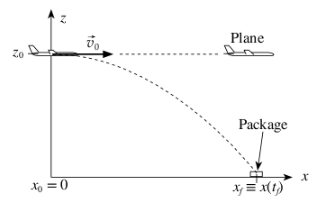 z
v⃗₀
Plane
z₀
Package
x
x₀ = 0
x_f ≡ x(t_f)